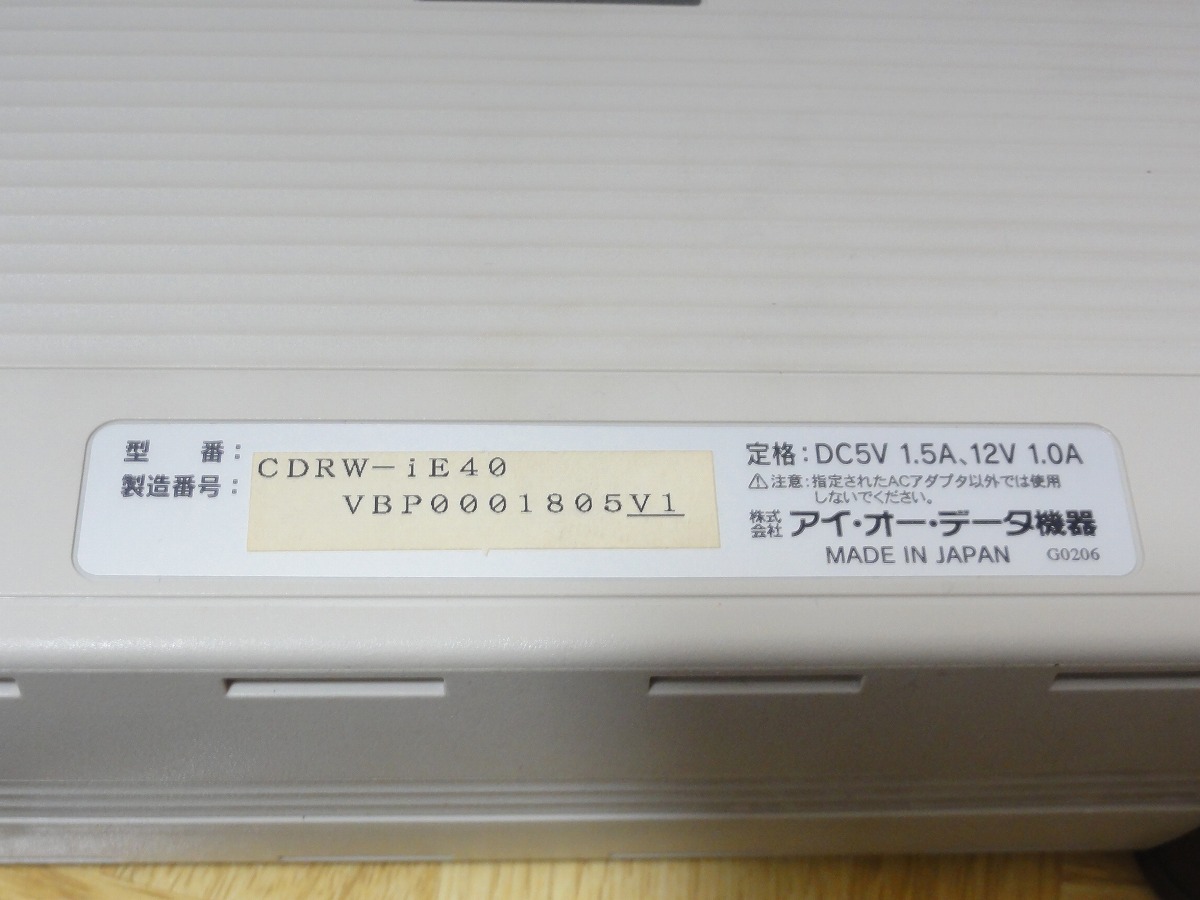 型 番:
製造番号:
CDRW-iE40
VBP0001805V1
定格:DC5V 1.5A、12V 1.0A
⚠注意:指定されたACアダプタ以外では使用
しないでください。
株式会社 アイ・オー・データ機器
MADE IN JAPAN G0206